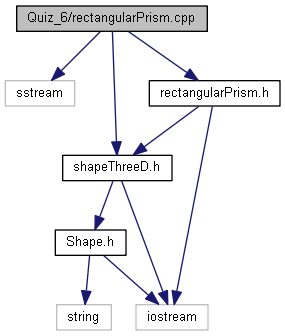 Quiz_6/rectangularPrism.cpp
sstream
rectangularPrism.h
shapeThreeD.h
Shape.h
string
iostream